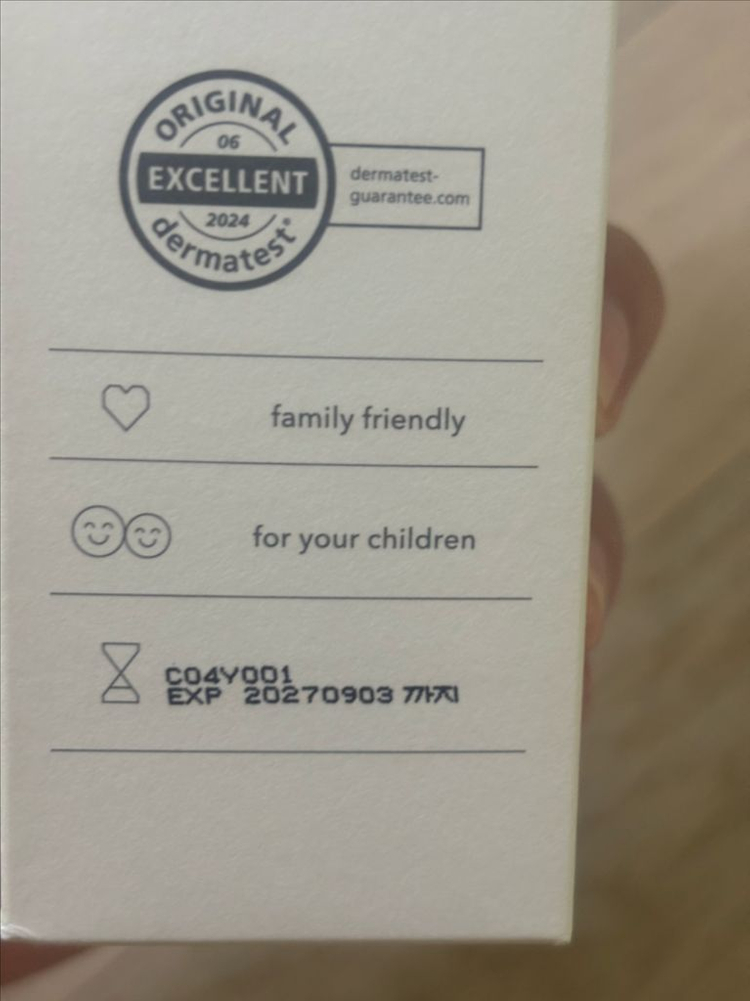 ORIGINAL
06
EXCELLENT
2024
dermatest®
dermatest-
guarantee.com
family friendly
for your children
C04Y001
EXP 20270903 까지